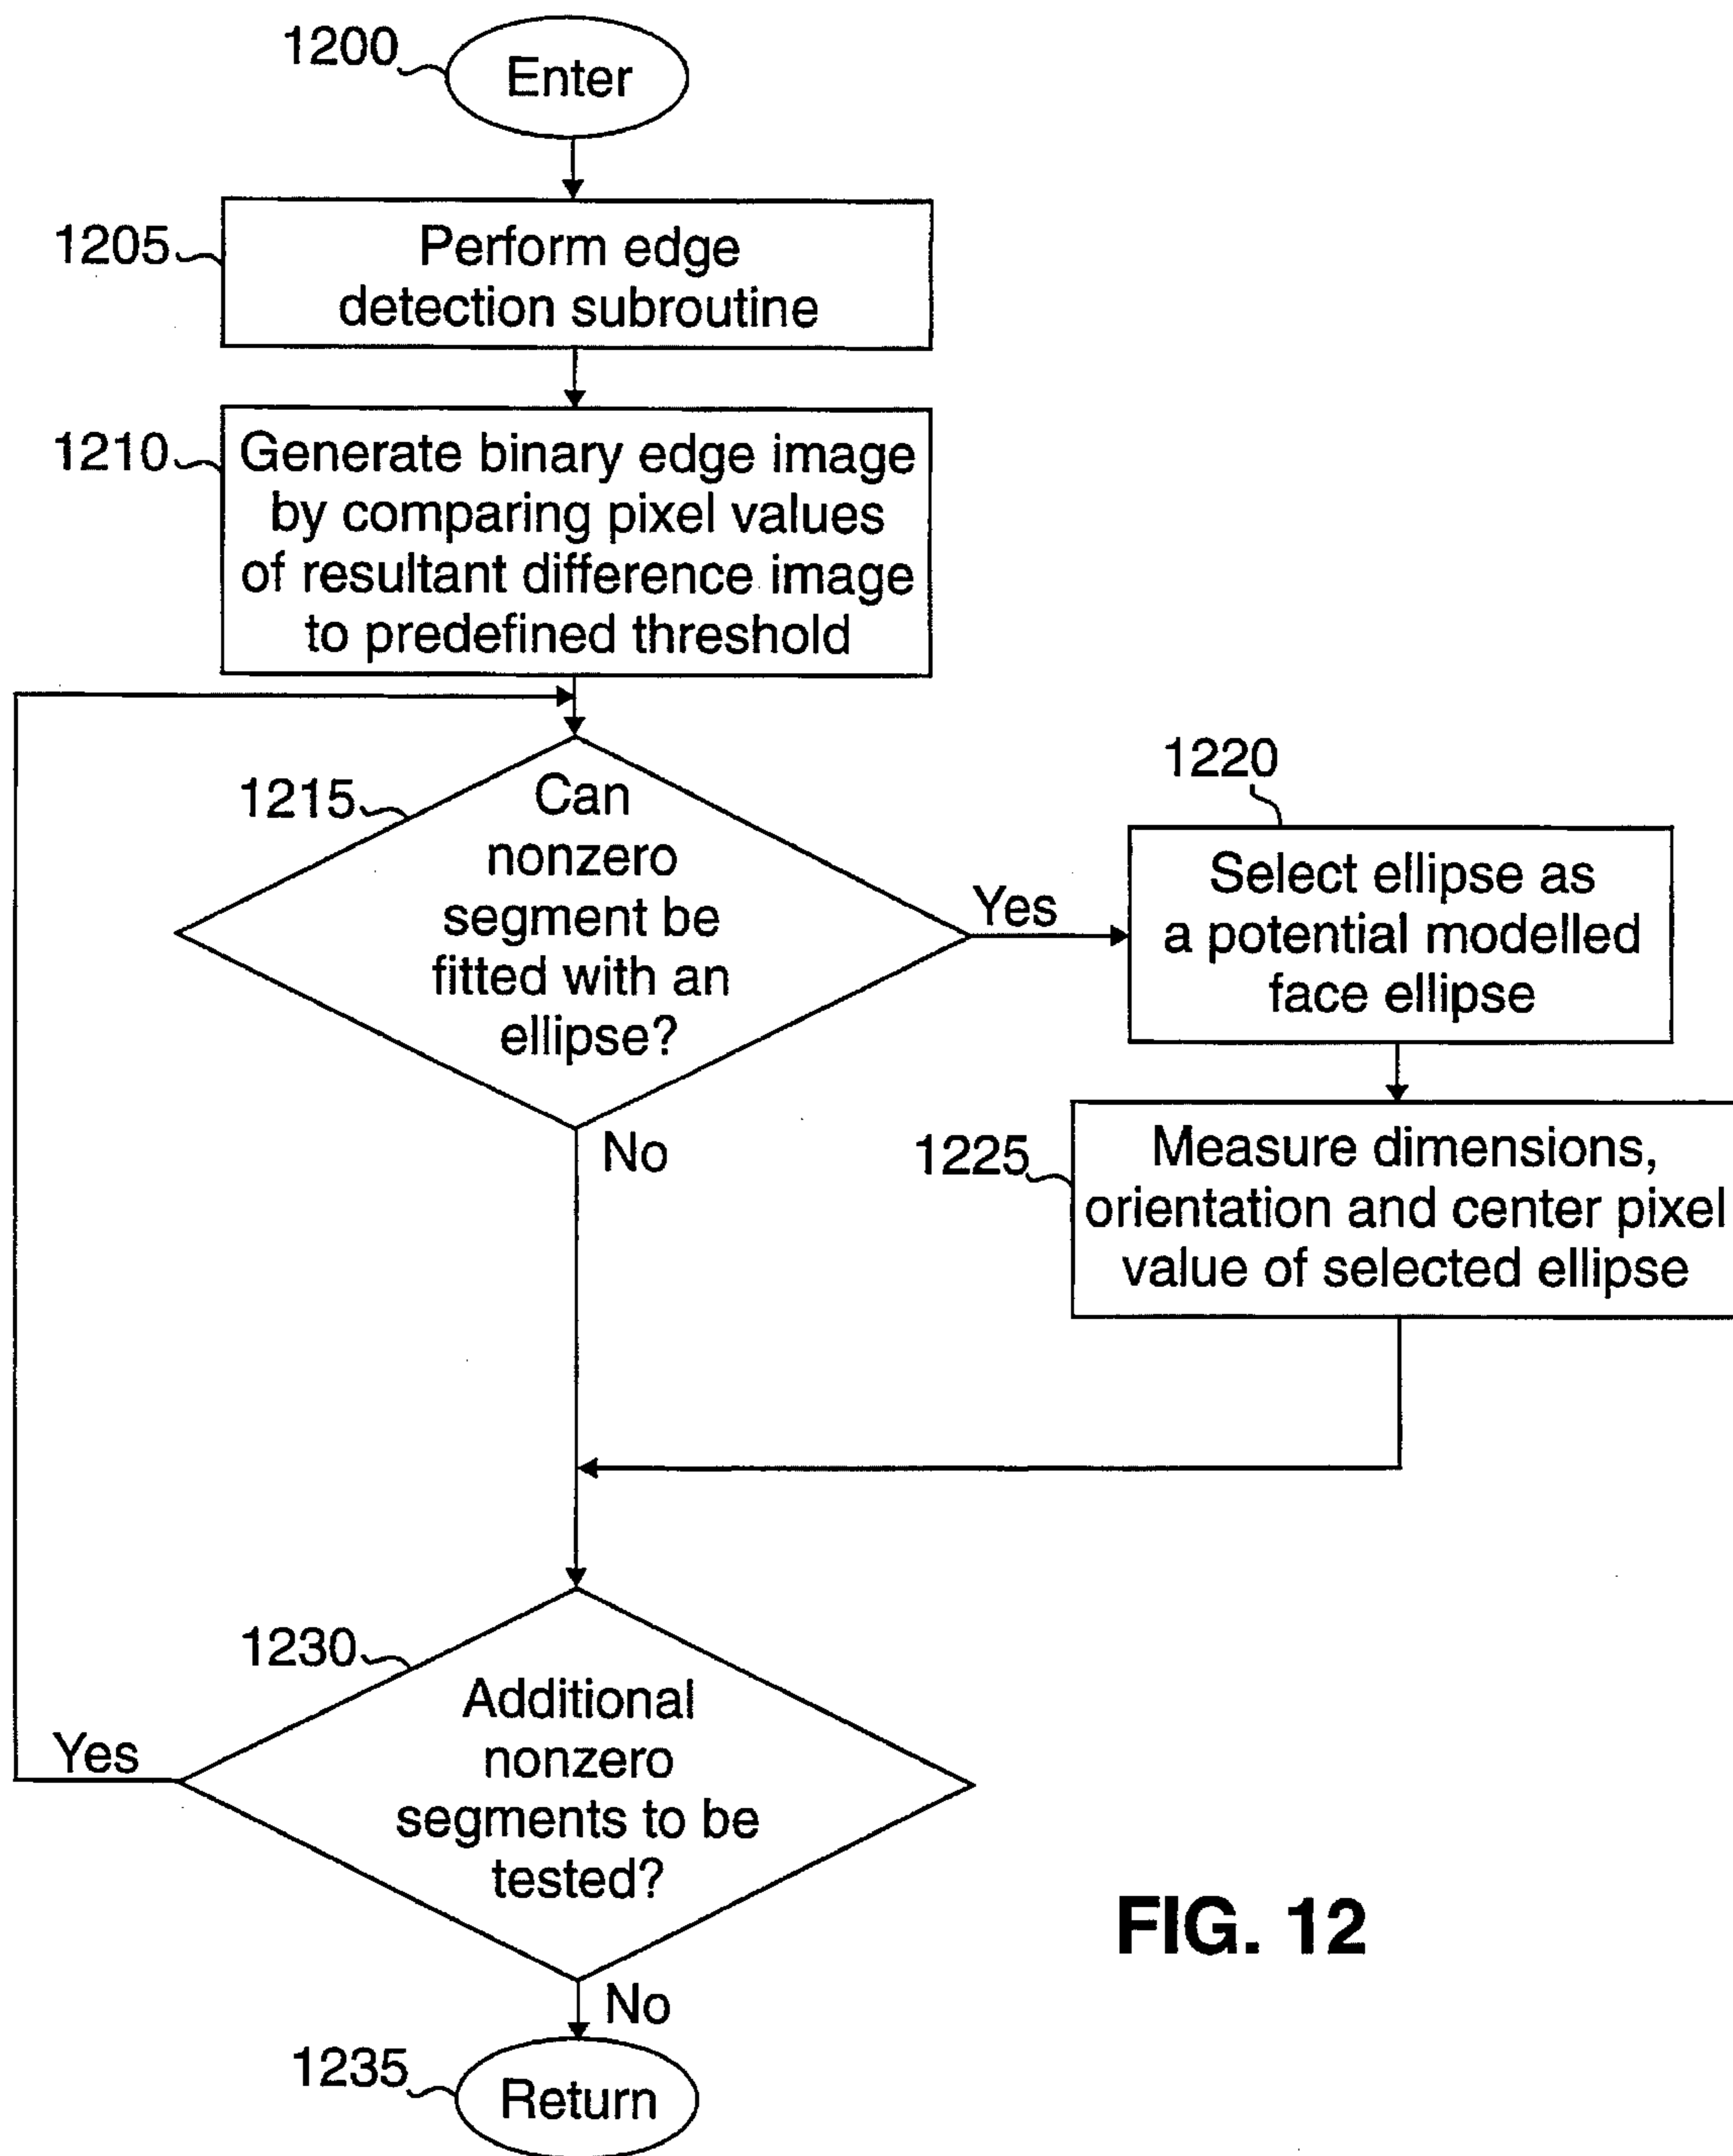 1200
Enter
1205
Perform edge
detection subroutine
1210
Generate binary edge image
by comparing pixel values
of resultant difference image
to predefined threshold
1215
Can
nonzero
segment be
fitted with an
ellipse?
Yes
No
1220
Select ellipse as
a potential modelled
face ellipse
1225
Measure dimensions,
orientation and center pixel
value of selected ellipse
1230
Additional
nonzero
segments to be
tested?
Yes
No
1235
Return
FIG. 12